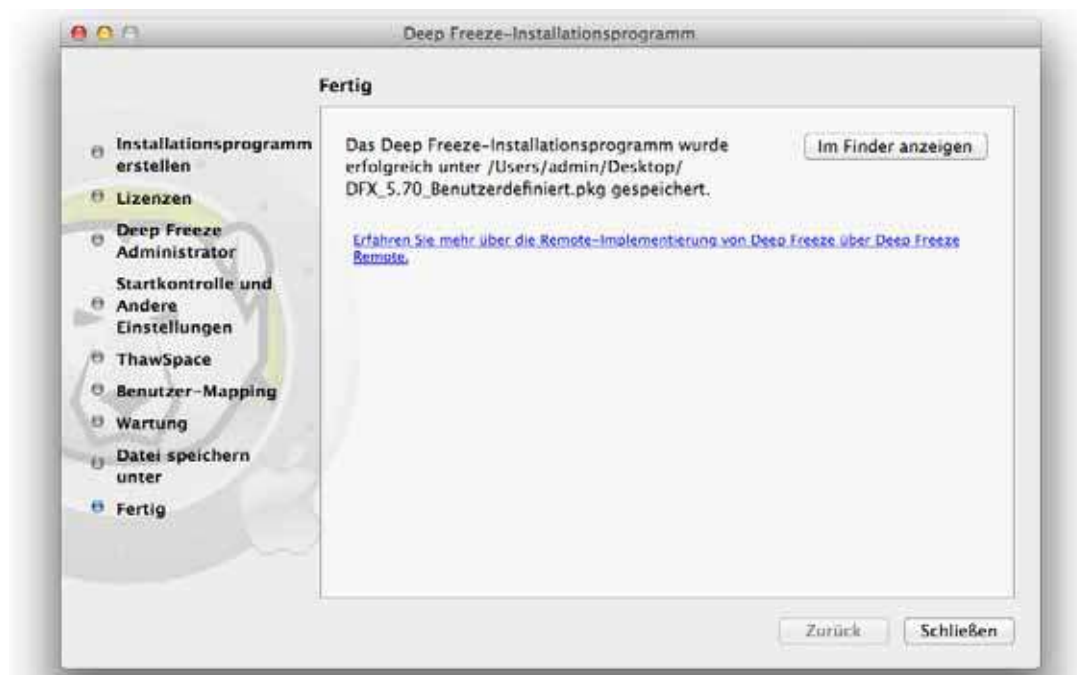 Deep Freeze-Installationsprogramm
Fertig
Installationsprogramm
erstellen
Lizenzen
Deep Freeze
Administrator
Startkontrolle und
Andere
Einstellungen
ThawSpace
Benutzer-Mapping
Wartung
Datei speichern
unter
Fertig
Das Deep Freeze-Installationsprogramm wurde
erfolgreich unter /Users/admin/Desktop/
DFX_5.70_Benutzerdefiniert.pkg gespeichert.
Im Finder anzeigen
Erfahren Sie mehr über die Remote-Implementierung von Deep Freeze über Deep Freeze
Remote.
Zurück
Schließen